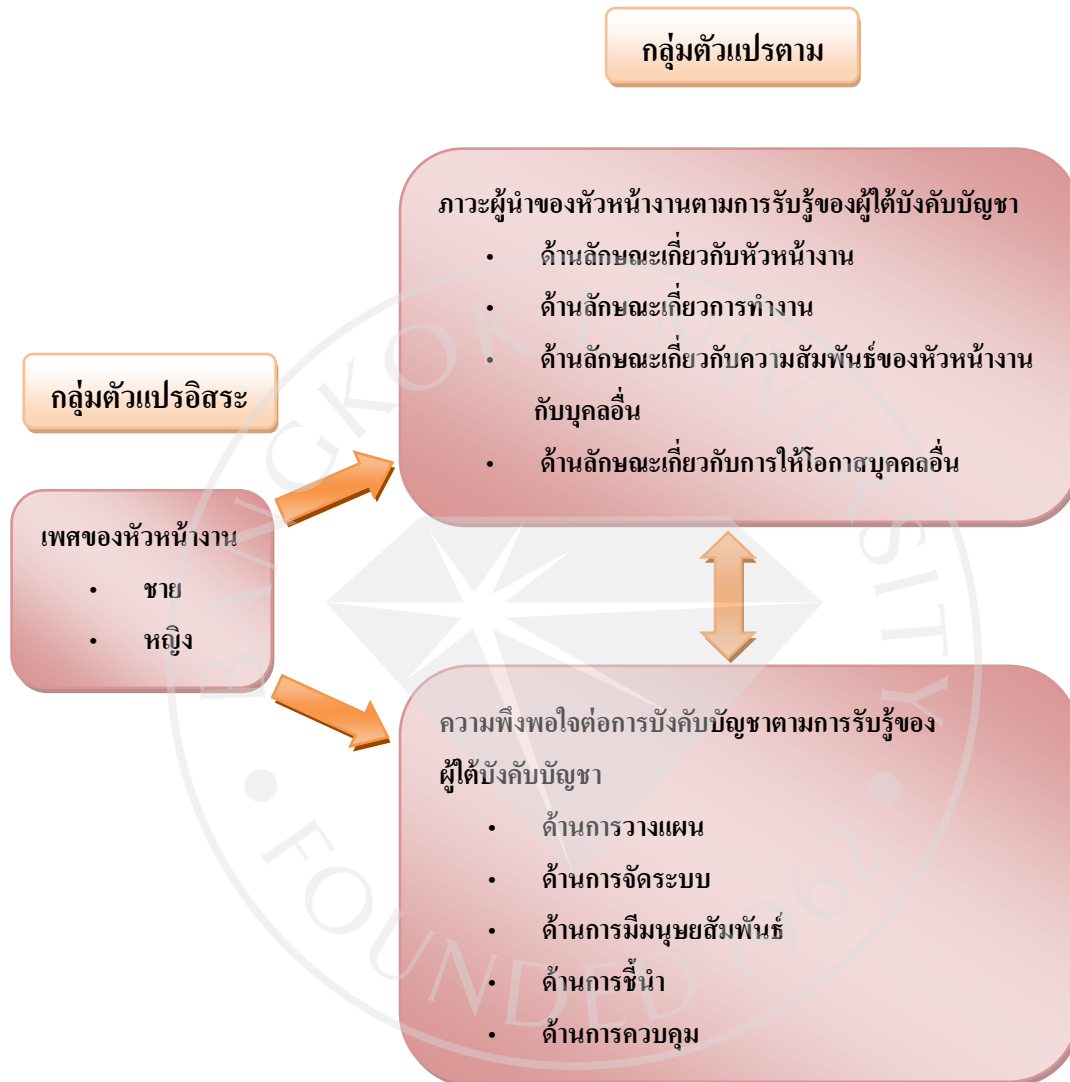 กลุ่มตัวแปรตาม
ภาวะผู้นำของหัวหน้างานตามการรับรู้ของผู้ใต้บังคับบัญชา
• ด้านลักษณะเกี่ยวกับหัวหน้างาน
• ด้านลักษณะเกี่ยวการทำงาน
• ด้านลักษณะเกี่ยวกับความสัมพันธ์ของหัวหน้างาน
กับบุคลอื่น
• ด้านลักษณะเกี่ยวกับการให้โอกาสบุคคลอื่น
กลุ่มตัวแปรอิสระ
เพศของหัวหน้างาน
• ชาย
• หญิง
ความพึงพอใจต่อการบังคับบัญชาตามการรับรู้ของ
ผู้ใต้บังคับบัญชา
• ด้านการวางแผน
• ด้านการจัดระบบ
• ด้านการมีมนุษยสัมพันธ์
• ด้านการชี้นำ
• ด้านการควบคุม
BANGKOK UNIVERSITY
FOUNDED 1962